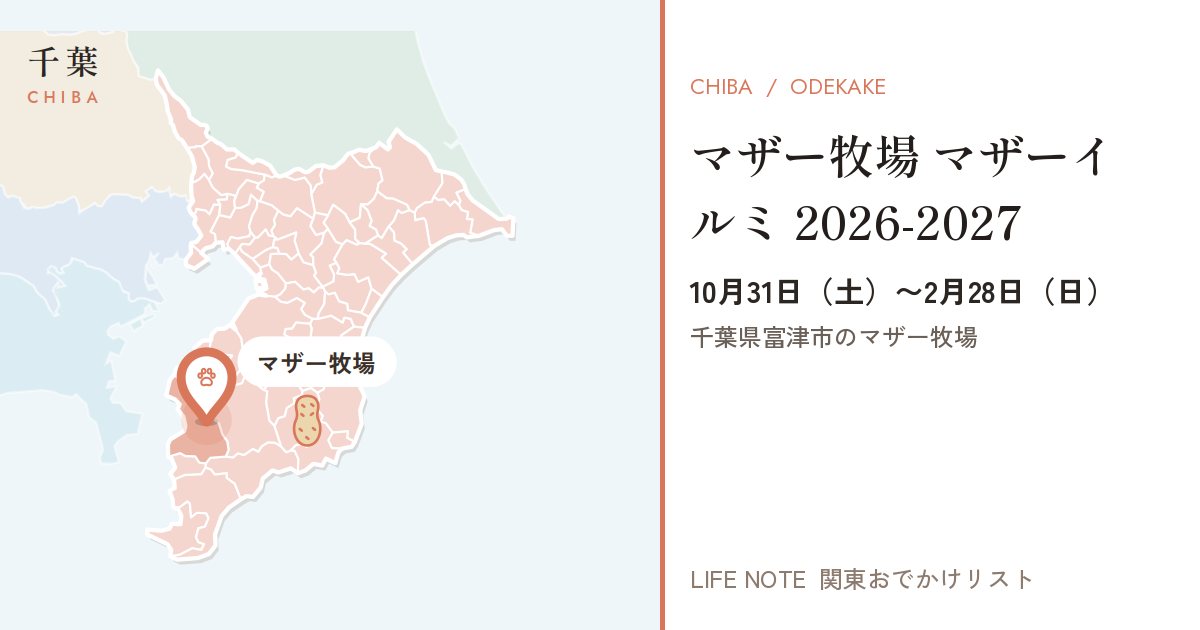 千葉
CHIBA
マザー牧場
CHIBA / ODEKAKE
マザー牧場 マザーイ
ルミ 2026-2027
10月31日（土）〜2月28日（日）
千葉県富津市のマザー牧場
LIFE NOTE 関東おでかけリスト